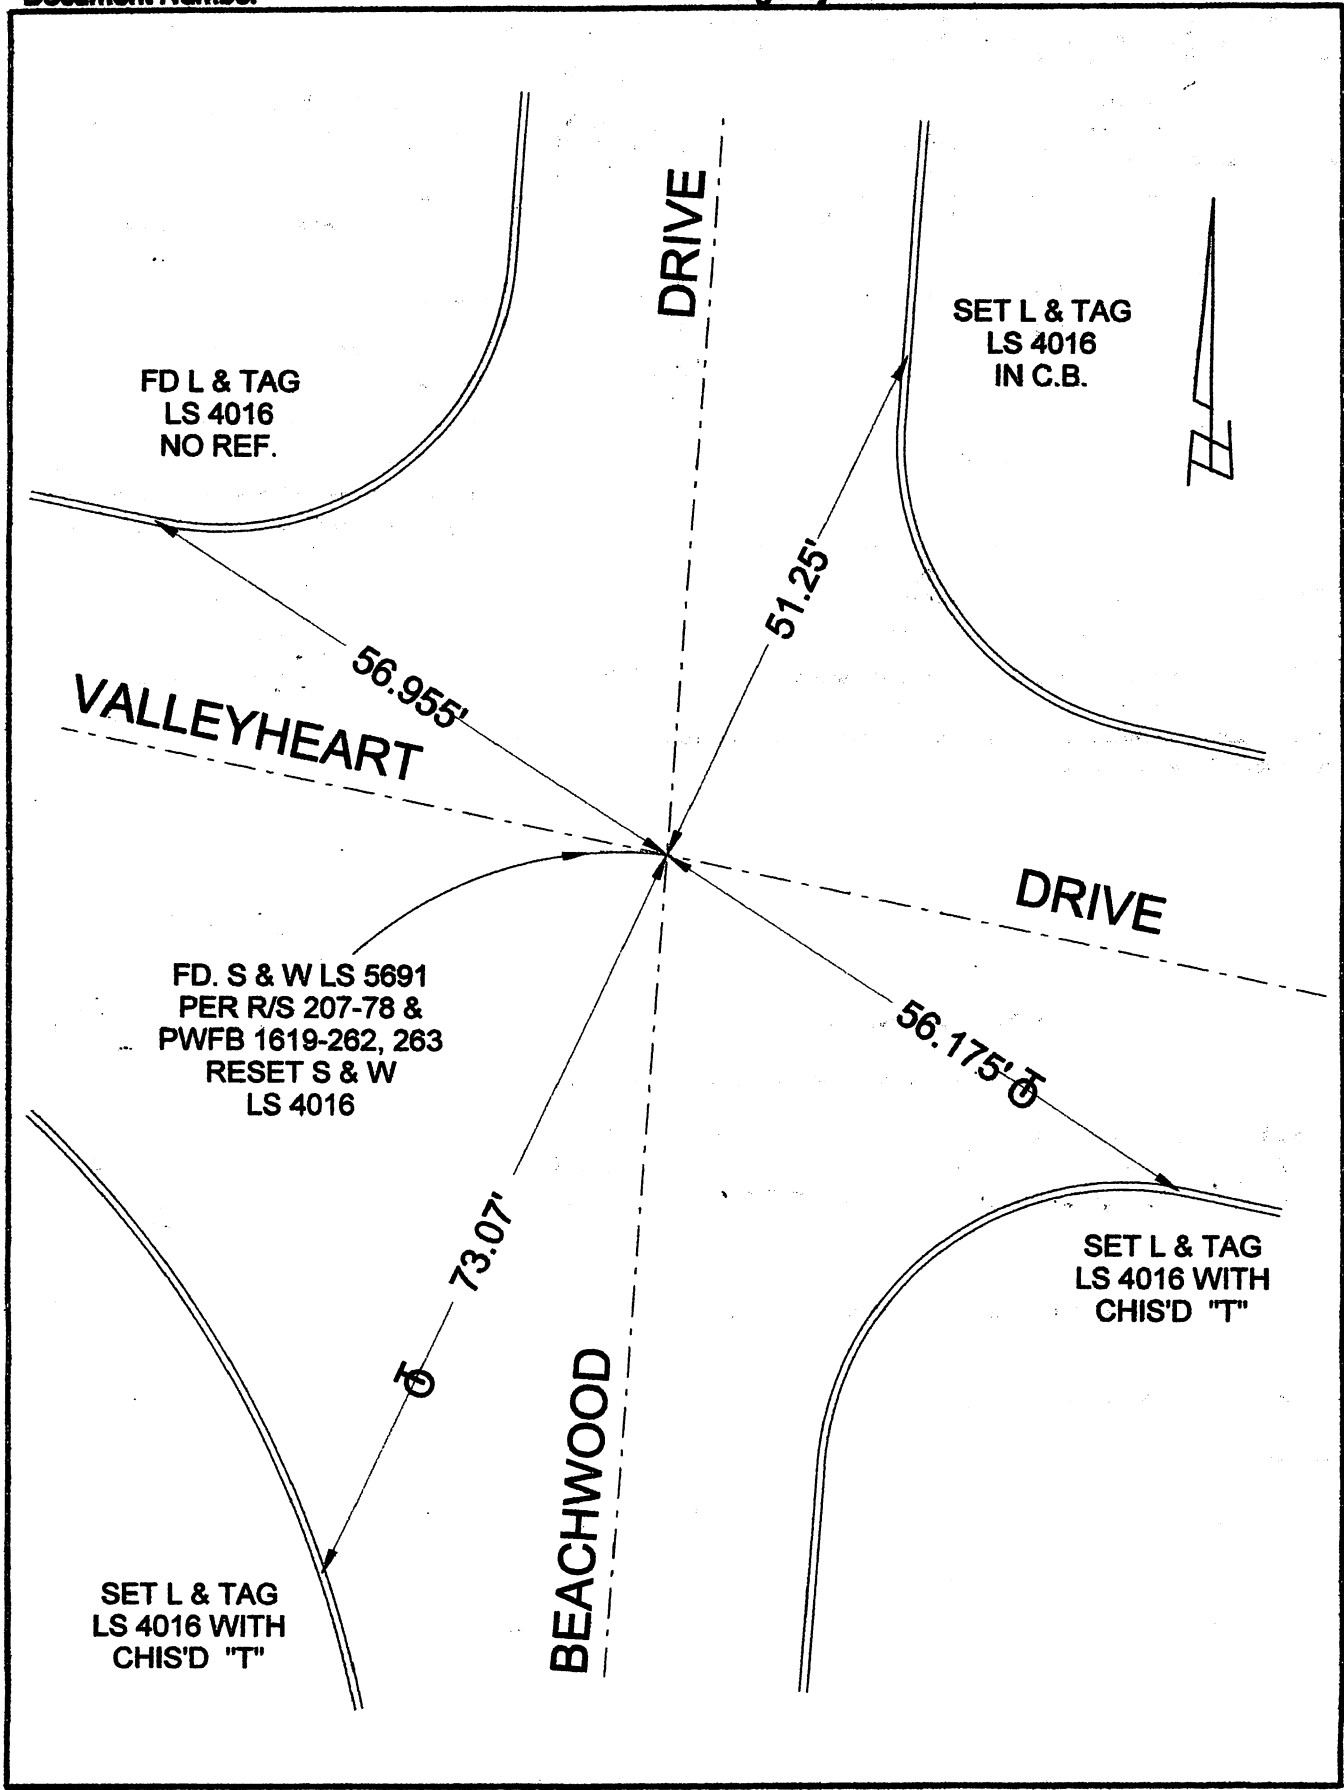 Document Number
DRIVE
SET L & TAG
LS 4016
IN C.B.
FD L & TAG
LS 4016
NO REF.
N
51.25'
56.955'
VALLEYHEART
DRIVE
FD. S & W LS 5691
PER R/S 207-78 &
PWFB 1619-262, 263
RESET S & W
LS 4016
56.175'
73.07'
SET L & TAG
LS 4016 WITH
CHIS'D "T"
BEACHWOOD
SET L & TAG
LS 4016 WITH
CHIS'D "T"